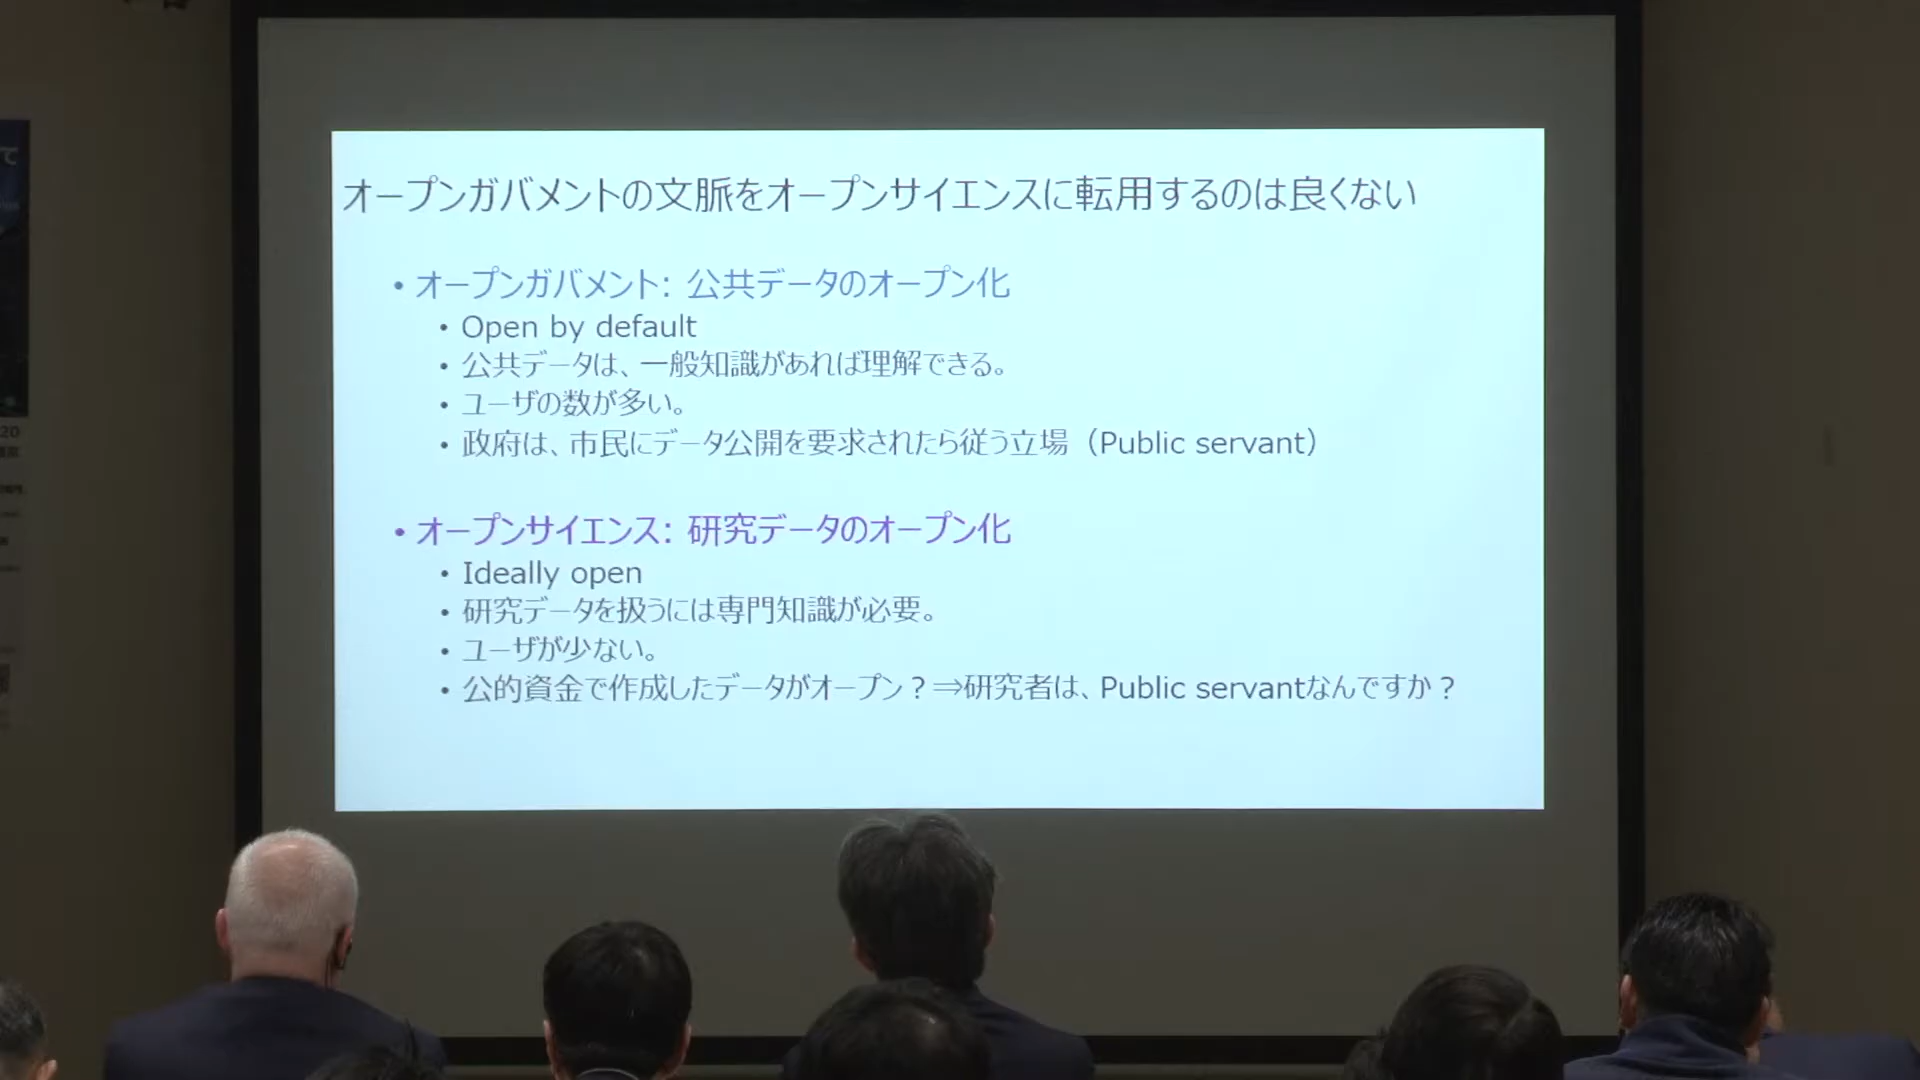 オープンガバメントの文脈をオープンサイエンスに転用するのは良くない
• オープンガバメント: 公共データのオープン化
• Open by default
• 公共データは、一般知識があれば理解できる。
• ユーザの数が多い。
• 政府は、市民にデータ公開を要求されたら従う立場（Public servant）
• オープンサイエンス: 研究データのオープン化
• Ideally open
• 研究データを扱うには専門知識が必要。
• ユーザが少ない。
• 公的資金で作成したデータがオープン？⇒研究者は、Public servantなんですか？
て
20